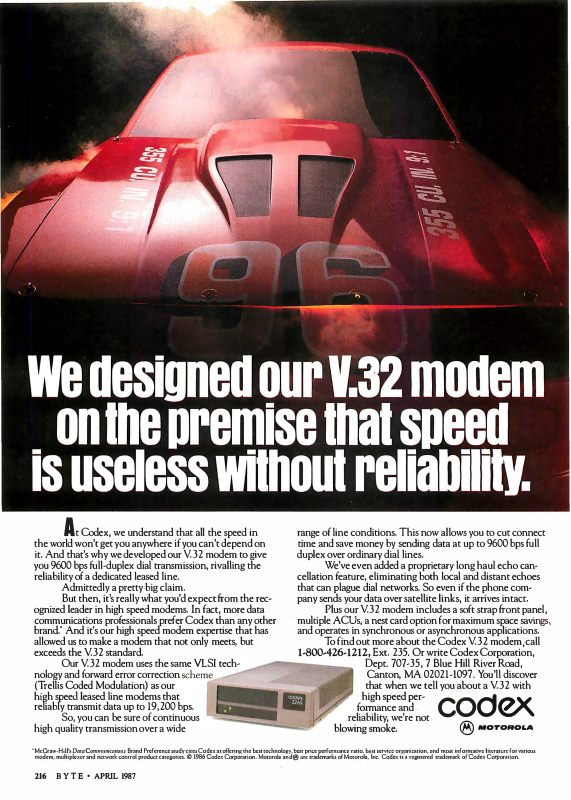 355 CU. IN. 9:1
355 CU. IN. 9:1
96
We designed our V.32 modem
on the premise that speed
is useless without reliability.
At Codex, we understand that all the speed in
the world won't get you anywhere if you can't depend on
it. And that's why we developed our V.32 modem to give
you 9600 bps full-duplex dial transmission, rivalling the
reliability of a dedicated leased line.
Admittedly a pretty big claim.
But then, it's really what you'd expect from the rec-
ognized leader in high speed modems. In fact, more data
communications professionals prefer Codex than any other
brand.* And it's our high speed modem expertise that has
allowed us to make a modem that not only meets, but
exceeds the V.32 standard.
Our V.32 modem uses the same VLSI tech-
nology and forward error correction scheme
(Trellis Coded Modulation) as our
high speed leased line modems that
reliably transmit data up to 19,200 bps.
So, you can be sure of continuous
high quality transmission over a wide
range of line conditions. This now allows you to cut connect
time and save money by sending data at up to 9600 bps full
duplex over ordinary dial lines.
We've even added a proprietary long haul echo can-
cellation feature, eliminating both local and distant echoes
that can plague dial networks. So even if the phone com-
pany sends your data over satellite links, it arrives intact.
Plus our V.32 modem includes a soft strap front panel,
multiple ACUs, a nest card option for maximum space savings,
and operates in synchronous or asynchronous applications.
To find out more about the Codex V.32 modem, call
1-800-426-1212, Ext. 235. Or write Codex Corporation,
Dept. 707-35, 7 Blue Hill River Road,
Canton, MA 02021-1097. You'll discover
that when we tell you about a V.32 with
high speed per-
formance and
reliability, we're not
blowing smoke.
codex
2260
codex
MOTOROLA
*McGraw-Hill's Data Communications Brand Preference study cites Codex as offering the best technology, best price performance ratio, best service organization, and most informative literature for various
modem, multiplexer and network control product categories. © 1986 Codex Corporation. Motorola and Ⓜ are trademarks of Motorola, Inc. Codex is a registered trademark of Codex Corporation.
216 BYTE • APRIL 1987